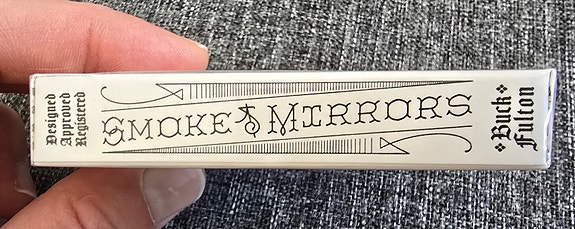 Designed
Approved
Registered
SMOKE & MIRRORS
Buck
Fulton